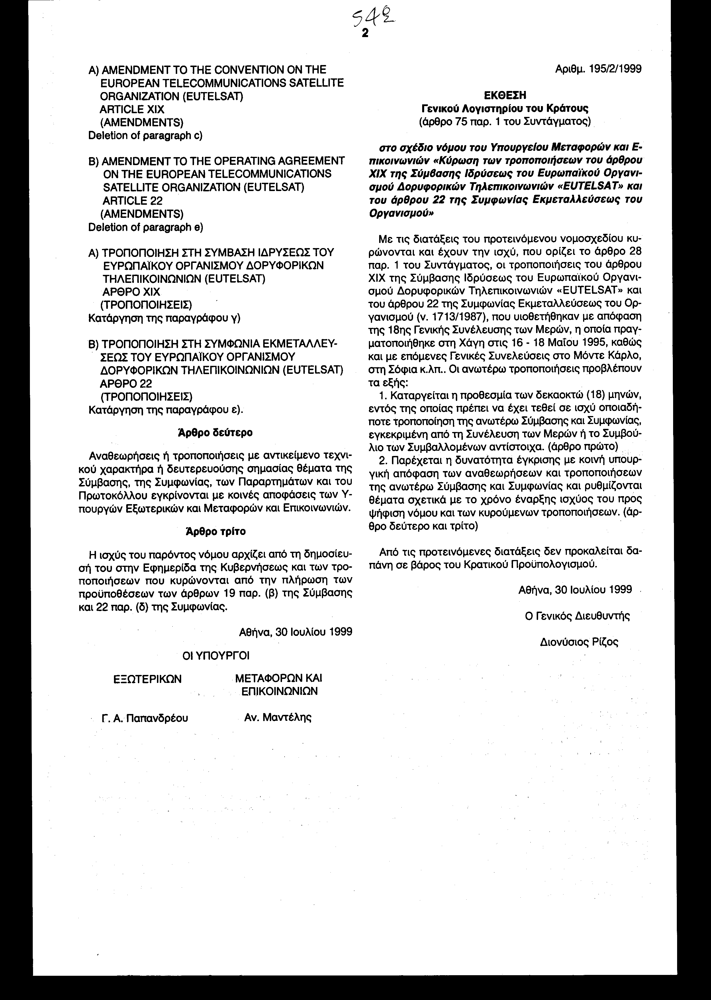 542
2
A) AMENDMENT TO THE CONVENTION ON THE
EUROPEAN TELECOMMUNICATIONS SATELLITE
ORGANIZATION (EUTELSAT)
ARTICLE XIX
(AMENDMENTS)
Deletion of paragraph c)
B) AMENDMENT TO THE OPERATING AGREEMENT
ON THE EUROPEAN TELECOMMUNICATIONS
SATELLITE ORGANIZATION (EUTELSAT)
ARTICLE 22
(AMENDMENTS)
Deletion of paragraph e)
Α) ΤΡΟΠΟΠΟΙΗΣΗ ΣΤΗ ΣΥΜΒΑΣΗ ΙΔΡΥΣΕΩΣ ΤΟΥ
ΕΥΡΩΠΑΪΚΟΥ ΟΡΓΑΝΙΣΜΟΥ ΔΟΡΥΦΟΡΙΚΩΝ
ΤΗΛΕΠΙΚΟΙΝΩΝΙΩΝ (EUTELSAT)
ΑΡΘΡΟ XIX
(ΤΡΟΠΟΠΟΙΗΣΕΙΣ)
Κατάργηση της παραγράφου γ)
Β) ΤΡΟΠΟΠΟΙΗΣΗ ΣΤΗ ΣΥΜΦΩΝΙΑ ΕΚΜΕΤΑΛΛΕΥ-
ΣΕΩΣ ΤΟΥ ΕΥΡΩΠΑΪΚΟΥ ΟΡΓΑΝΙΣΜΟΥ
ΔΟΡΥΦΟΡΙΚΩΝ ΤΗΛΕΠΙΚΟΙΝΩΝΙΩΝ (EUTELSAT)
ΑΡΘΡΟ 22
(ΤΡΟΠΟΠΟΙΗΣΕΙΣ)
Κατάργηση της παραγράφου ε).
Άρθρο δεύτερο
Αναθεωρήσεις ή τροποποιήσεις με αντικείμενο τεχνι-
κού χαρακτήρα ή δευτερευούσης σημασίας θέματα της
Σύμβασης, της Συμφωνίας, των Παραρτημάτων και του
Πρωτοκόλλου εγκρίνονται με κοινές αποφάσεις των Υ-
πουργών Εξωτερικών και Μεταφορών και Επικοινωνιών.
Άρθρο τρίτο
Η ισχύς του παρόντος νόμου αρχίζει από τη δημοσίευ-
σή του στην Εφημερίδα της Κυβερνήσεως και των τρο-
ποποιήσεων που κυρώνονται από την πλήρωση των
προϋποθέσεων των άρθρων 19 παρ. (β) της Σύμβασης
και 22 παρ. (δ) της Συμφωνίας.
Αθήνα, 30 Ιουλίου 1999
ΟΙ ΥΠΟΥΡΓΟΙ
ΕΞΩΤΕΡΙΚΩΝ
ΜΕΤΑΦΟΡΩΝ ΚΑΙ
ΕΠΙΚΟΙΝΩΝΙΩΝ
Γ. Α. Παπανδρέου
Αν. Μαντέλης
Αριθμ. 195/2/1999
ΕΚΘΕΣΗ
Γενικού Λογιστηρίου του Κράτους
(άρθρο 75 παρ. 1 του Συντάγματος)
στο σχέδιο νόμου του Υπουργείου Μεταφορών και Ε-
πικοινωνιών «Κύρωση των τροποποιήσεων του άρθρου
XIX της Σύμβασης Ιδρύσεως του Ευρωπαϊκού Οργανι-
σμού Δορυφορικών Τηλεπικοινωνιών «EUTELSAT» και
του άρθρου 22 της Συμφωνίας Εκμεταλλεύσεως του
Οργανισμού»
Με τις διατάξεις του προτεινόμενου νομοσχεδίου κυ-
ρώνονται και έχουν την ισχύ, που ορίζει το άρθρο 28
παρ. 1 του Συντάγματος, οι τροποποιήσεις του άρθρου
XIX της Σύμβασης Ιδρύσεως του Ευρωπαϊκού Οργανι-
σμού Δορυφορικών Τηλεπικοινωνιών «EUTELSAT» και
του άρθρου 22 της Συμφωνίας Εκμεταλλεύσεως του Ορ-
γανισμού (ν. 1713/1987), που υιοθετήθηκαν με απόφαση
της 18ης Γενικής Συνέλευσης των Μερών, η οποία πραγ-
ματοποιήθηκε στη Χάγη στις 16 - 18 Μαΐου 1995, καθώς
και με επόμενες Γενικές Συνελεύσεις στο Μόντε Κάρλο,
στη Σόφια κ.λπ.. Οι ανωτέρω τροποποιήσεις προβλέπουν
τα εξής:
1. Καταργείται η προθεσμία των δεκαοκτώ (18) μηνών,
εντός της οποίας πρέπει να έχει τεθεί σε ισχύ οποιαδή-
ποτε τροποποίηση της ανωτέρω Σύμβασης και Συμφωνίας,
εγκεκριμένη από τη Συνέλευση των Μερών ή το Συμβού-
λιο των Συμβαλλομένων αντίστοιχα. (άρθρο πρώτο)
2. Παρέχεται η δυνατότητα έγκρισης με κοινή υπουρ-
γική απόφαση των αναθεωρήσεων και τροποποιήσεων
της ανωτέρω Σύμβασης και Συμφωνίας και ρυθμίζονται
θέματα σχετικά με το χρόνο έναρξης ισχύος του προς
ψήφιση νόμου και των κυρούμενων τροποποιήσεων. (άρ-
θρο δεύτερο και τρίτο)
Από τις προτεινόμενες διατάξεις δεν προκαλείται δα-
πάνη σε βάρος του Κρατικού Προϋπολογισμού.
Αθήνα, 30 Ιουλίου 1999
Ο Γενικός Διευθυντής
Διονύσιος Ρίζος